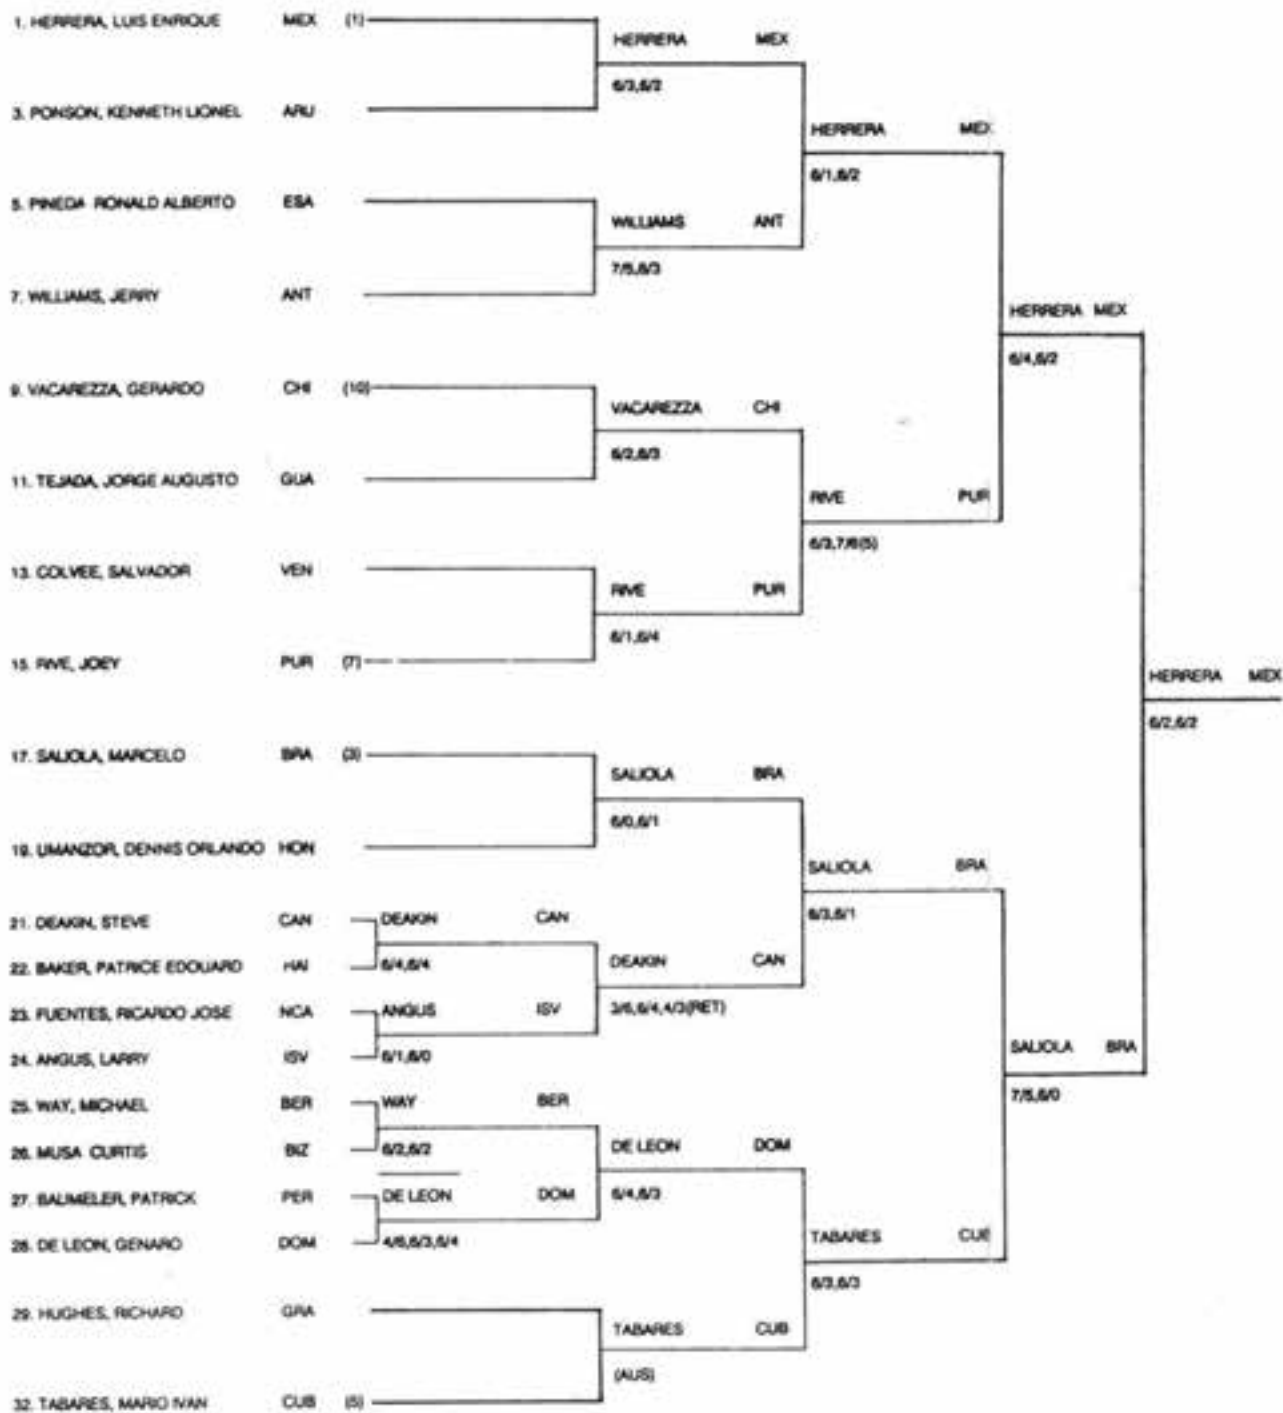 1. HERRERA, LUIS ENRIQUE MEX (1)
HERRERA MEX
6/3,6/2
3. PONSON, KENNETH LIONEL ARU
HERRERA MEX
6/1,6/2
5. PINEDA RONALD ALBERTO ESA
WILLIAMS ANT
7/5,6/3
7. WILLIAMS, JERRY ANT
HERRERA MEX
6/4,6/2
9. VACAREZZA, GERARDO CHI (10)
VACAREZZA CHI
6/2,6/3
11. TEJADA, JORGE AUGUSTO GUA
RIVE PUR
6/3,7/6(5)
13. COLVEE, SALVADOR VEN
RIVE PUR
6/1,6/4
15. RIVE, JOEY PUR (7)
HERRERA MEX
6/2,6/2
17. SALIOLA, MARCELO BRA (3)
SALIOLA BRA
6/0,6/1
19. UMANZOR, DENNIS ORLANDO HON
SALIOLA BRA
6/3,6/1
21. DEAKIN, STEVE CAN
DEAKIN CAN
6/4,6/4
22. BAKER, PATRICE EDOUARD HAI
DEAKIN CAN
3/6,6/4,4/3(RET)
23. FUENTES, RICARDO JOSE NCA
ANGUS ISV
6/1,6/0
24. ANGUS, LARRY ISV
SALIOLA BRA
7/5,6/0
25. WAY, MICHAEL BER
WAY BER
6/2,6/2
26. MUSA CURTIS BIZ
DE LEON DOM
6/4,6/3
27. BAUMELER, PATRICK PER
DE LEON DOM
4/6,6/3,6/4
28. DE LEON, GENARO DOM
TABARES CUB
6/3,6/3
29. HUGHES, RICHARD GRA
TABARES CUB
(AUS)
32. TABARES, MARIO IVAN CUB (5)